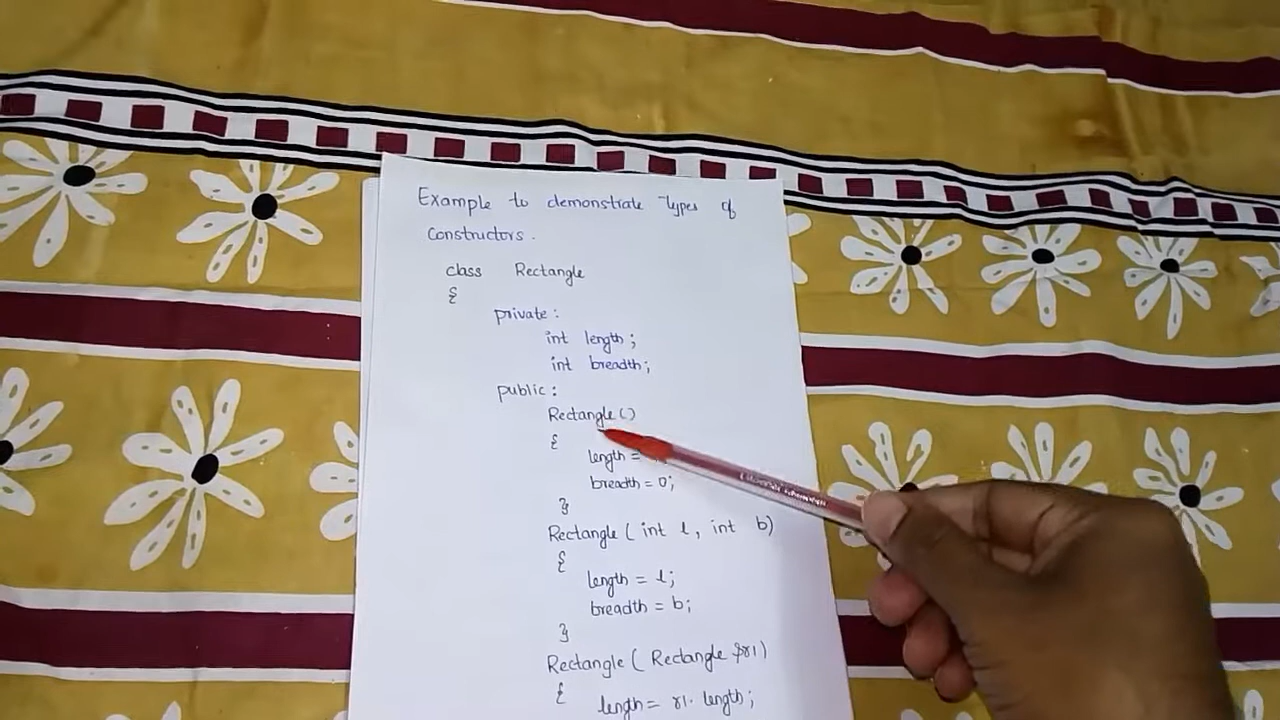 Example to demonstrate Types of
Constructors.
class Rectangle
{
private:
int length;
int breadth;
public:
Rectangle()
{
length =
breadth = 0;
}
Rectangle ( int l, int b)
{
length = l;
breadth = b;
}
Rectangle ( Rectangle &r1)
{
length = r1. length;